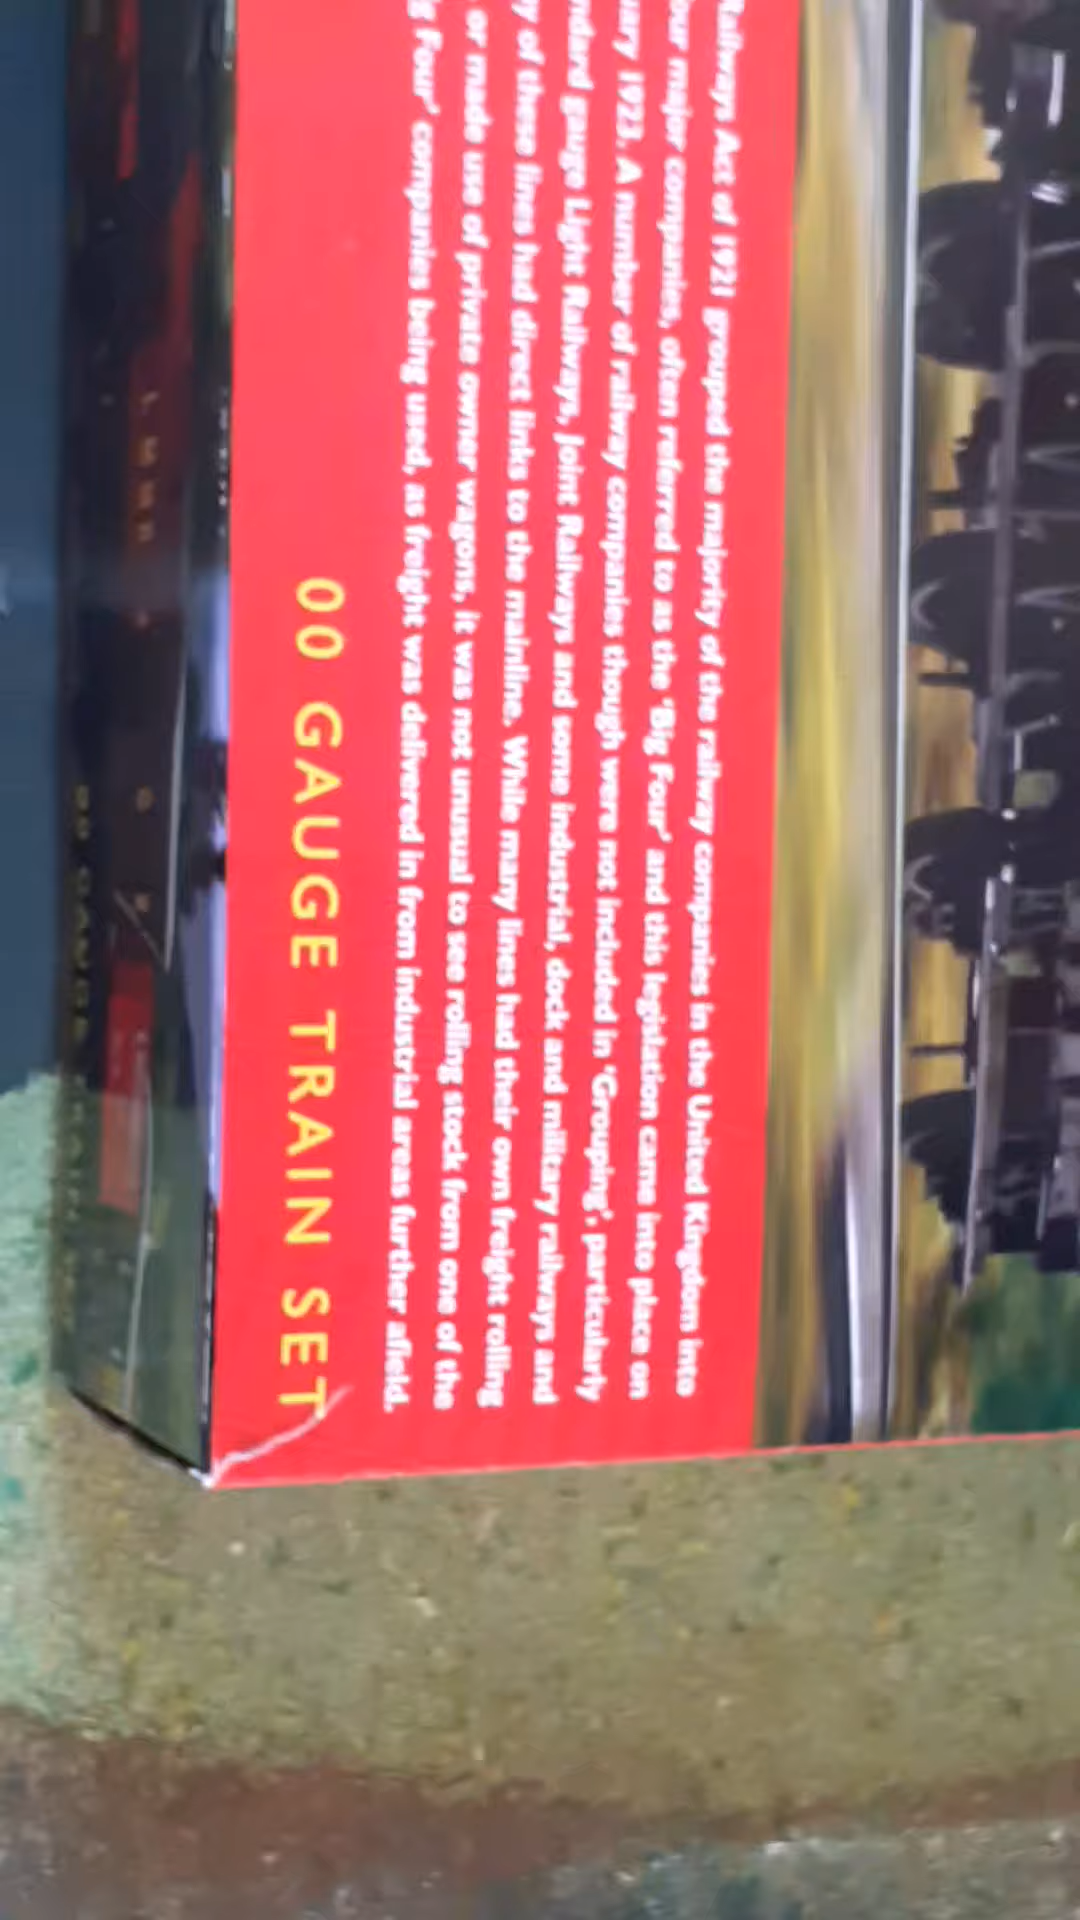 Railways Act of 1921 grouped the majority of the railway companies in the United Kingdom into
four major companies, often referred to as the 'Big Four' and this legislation came into place on
1923. A number of railway companies though were not included in 'Grouping', particularly
gauge Light Railways, Joint Railways and some industrial, dock and military railways and
of these lines had direct links to the mainline. While many lines had their own freight rolling
or made use of private owner wagons, it was not unusual to see rolling stock from one of the
Four' companies being used, as freight was delivered in from industrial areas further afield.
00 GAUGE TRAIN SET